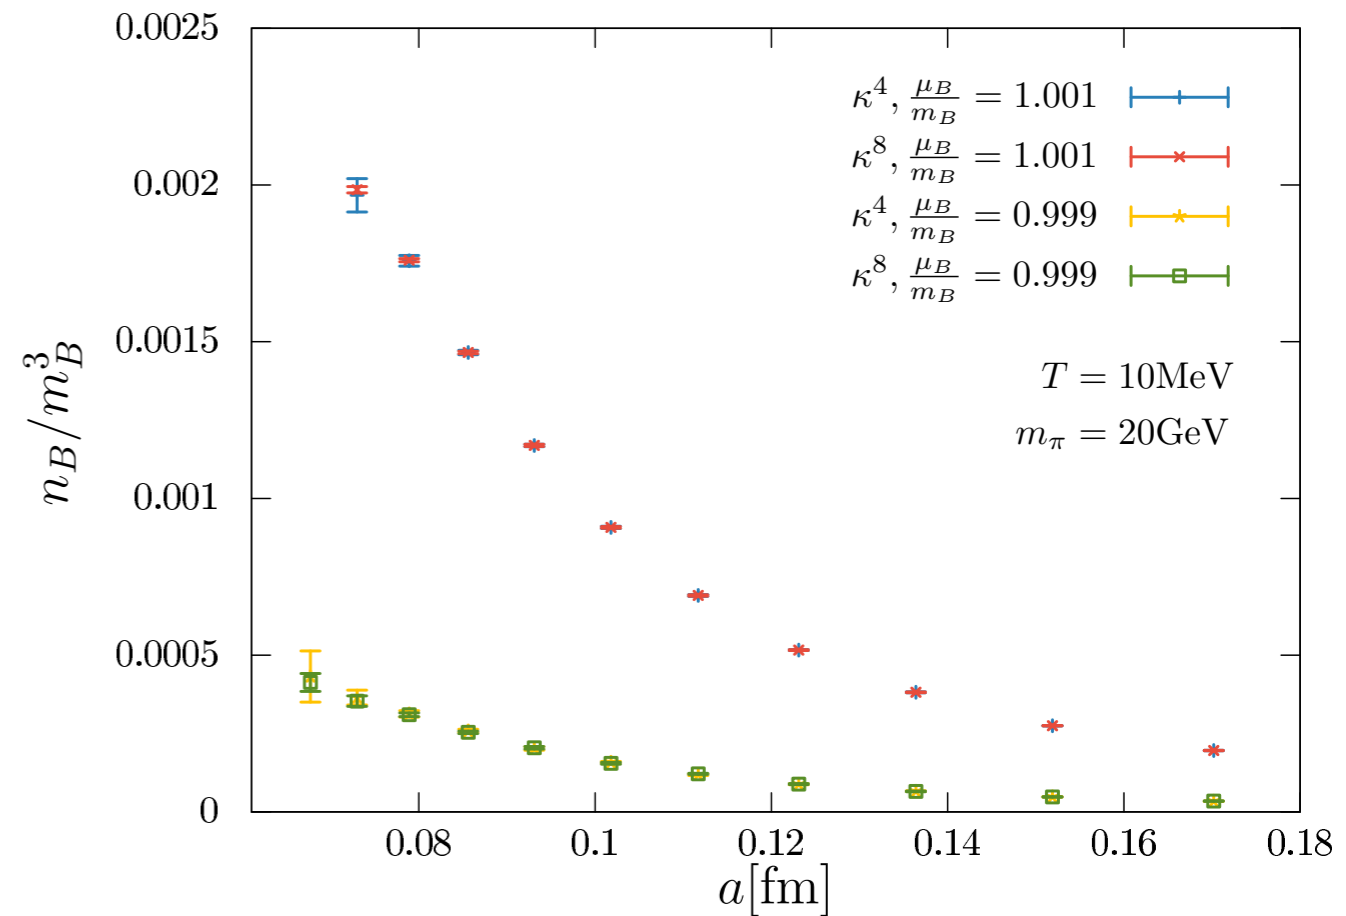 0.0025
0.002
0.0015
0.001
0.0005
0
n_B/m_B^3
κ^4, μ_B/m_B = 1.001
κ^8, μ_B/m_B = 1.001
κ^4, μ_B/m_B = 0.999
κ^8, μ_B/m_B = 0.999
T = 10MeV
m_π = 20GeV
0.08 0.1 0.12 0.14 0.16 0.18
a[fm]